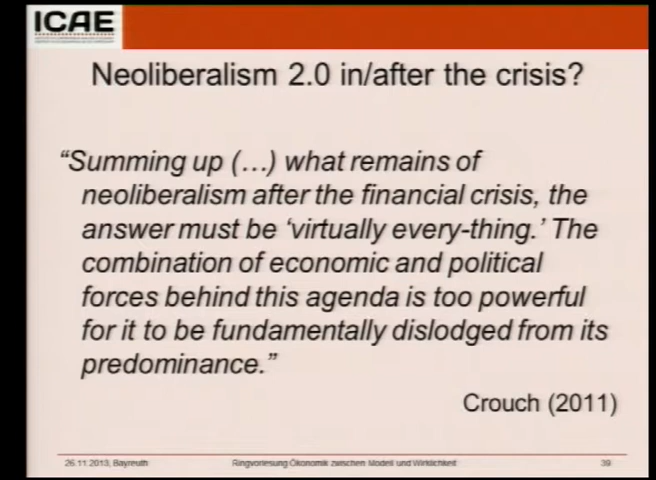 ICAE
Neoliberalism 2.0 in/after the crisis?
“Summing up (…) what remains of
neoliberalism after the financial crisis, the
answer must be ‘virtually every-thing.’ The
combination of economic and political
forces behind this agenda is too powerful
for it to be fundamentally dislodged from its
predominance.”
Crouch (2011)
26.11.2013, Bayreuth
Ringvorlesung Ökonomik zwischen Modell und Wirklichkeit
39